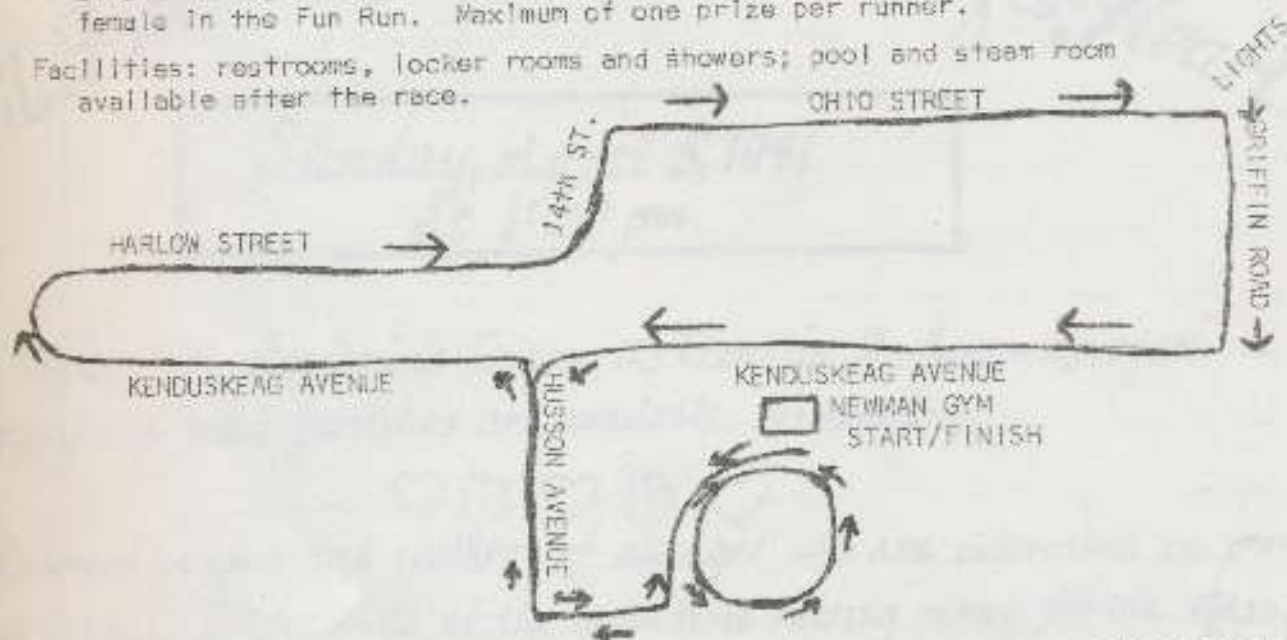 female in the Fun Run. Maximum of one prize per runner.
Facilities: restrooms, locker rooms and showers; pool and steam room
available after the race.
LIGHTS
OHIO STREET
14TH ST.
GRIFFIN ROAD
HARLOW STREET
KENDUSKEAG AVENUE
KENDUSKEAG AVENUE
HUSSON AVENUE
NEWMAN GYM
START/FINISH